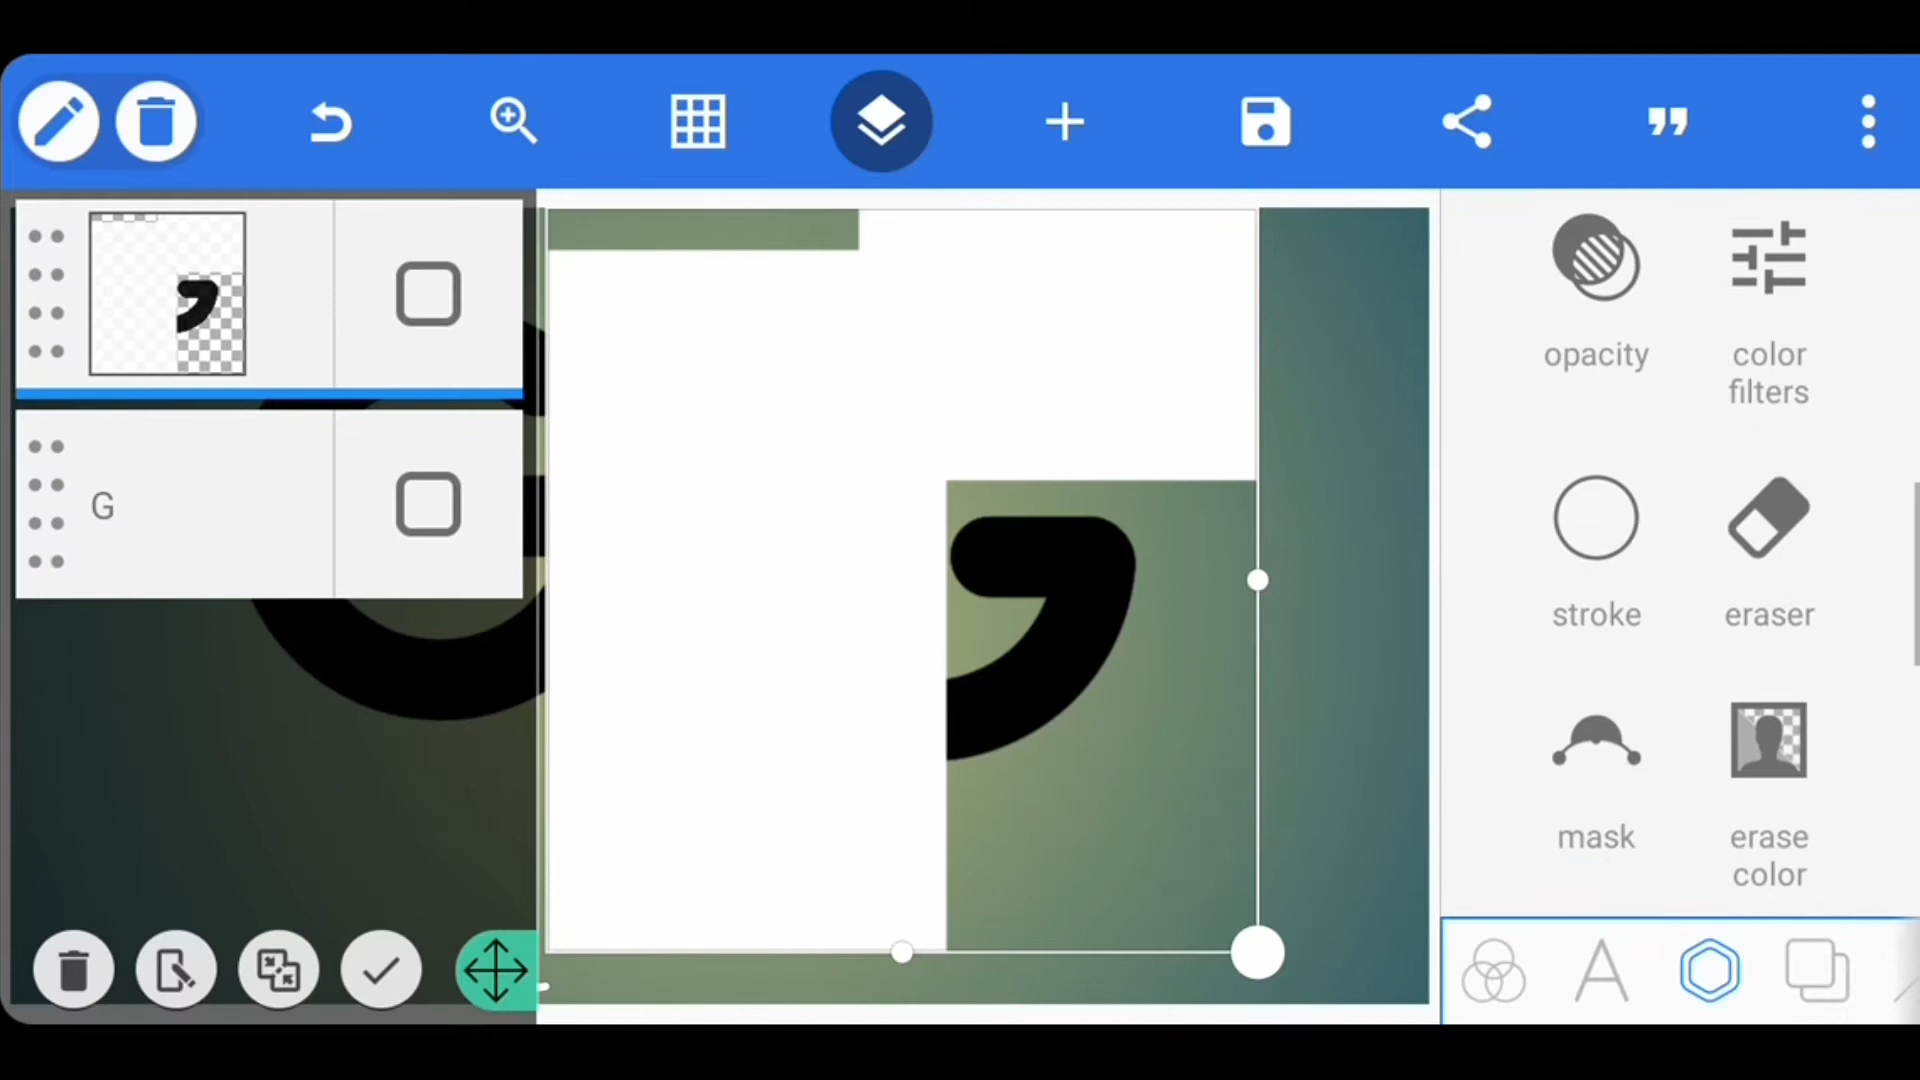 G
opacity
color
filters
stroke
eraser
mask
erase
color